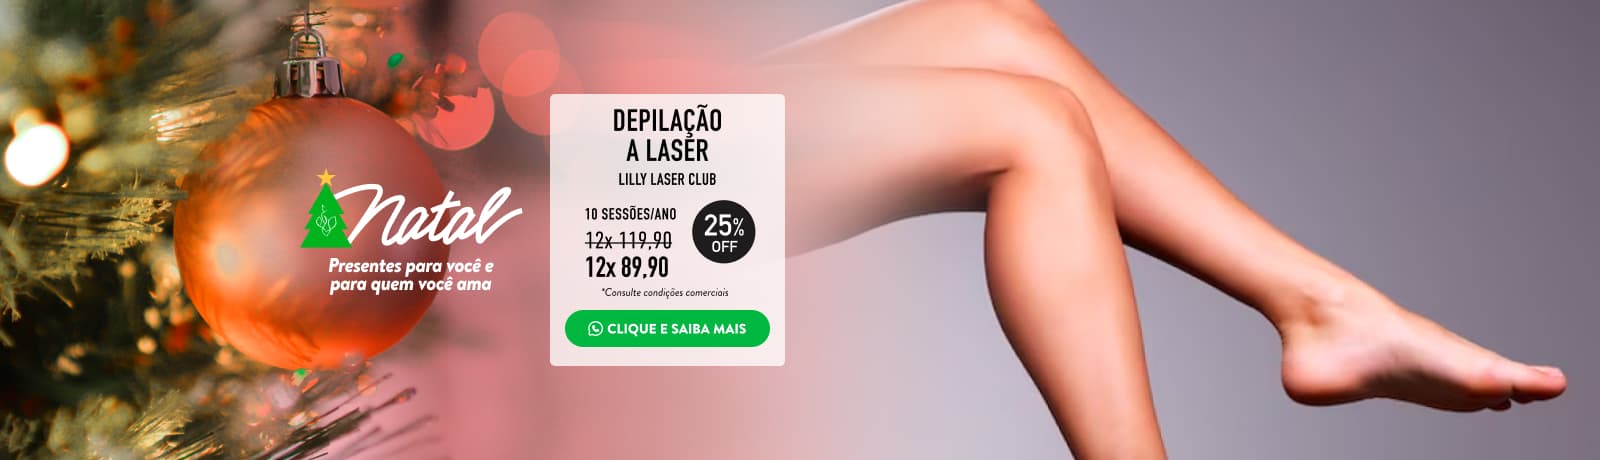 Natal
Presentes para você e
para quem você ama
DEPILAÇÃO
A LASER
LILLY LASER CLUB
10 SESSÕES/ANO
12x 119,90
12x 89,90
25%
OFF
*Consulte condições comerciais
CLIQUE E SAIBA MAIS